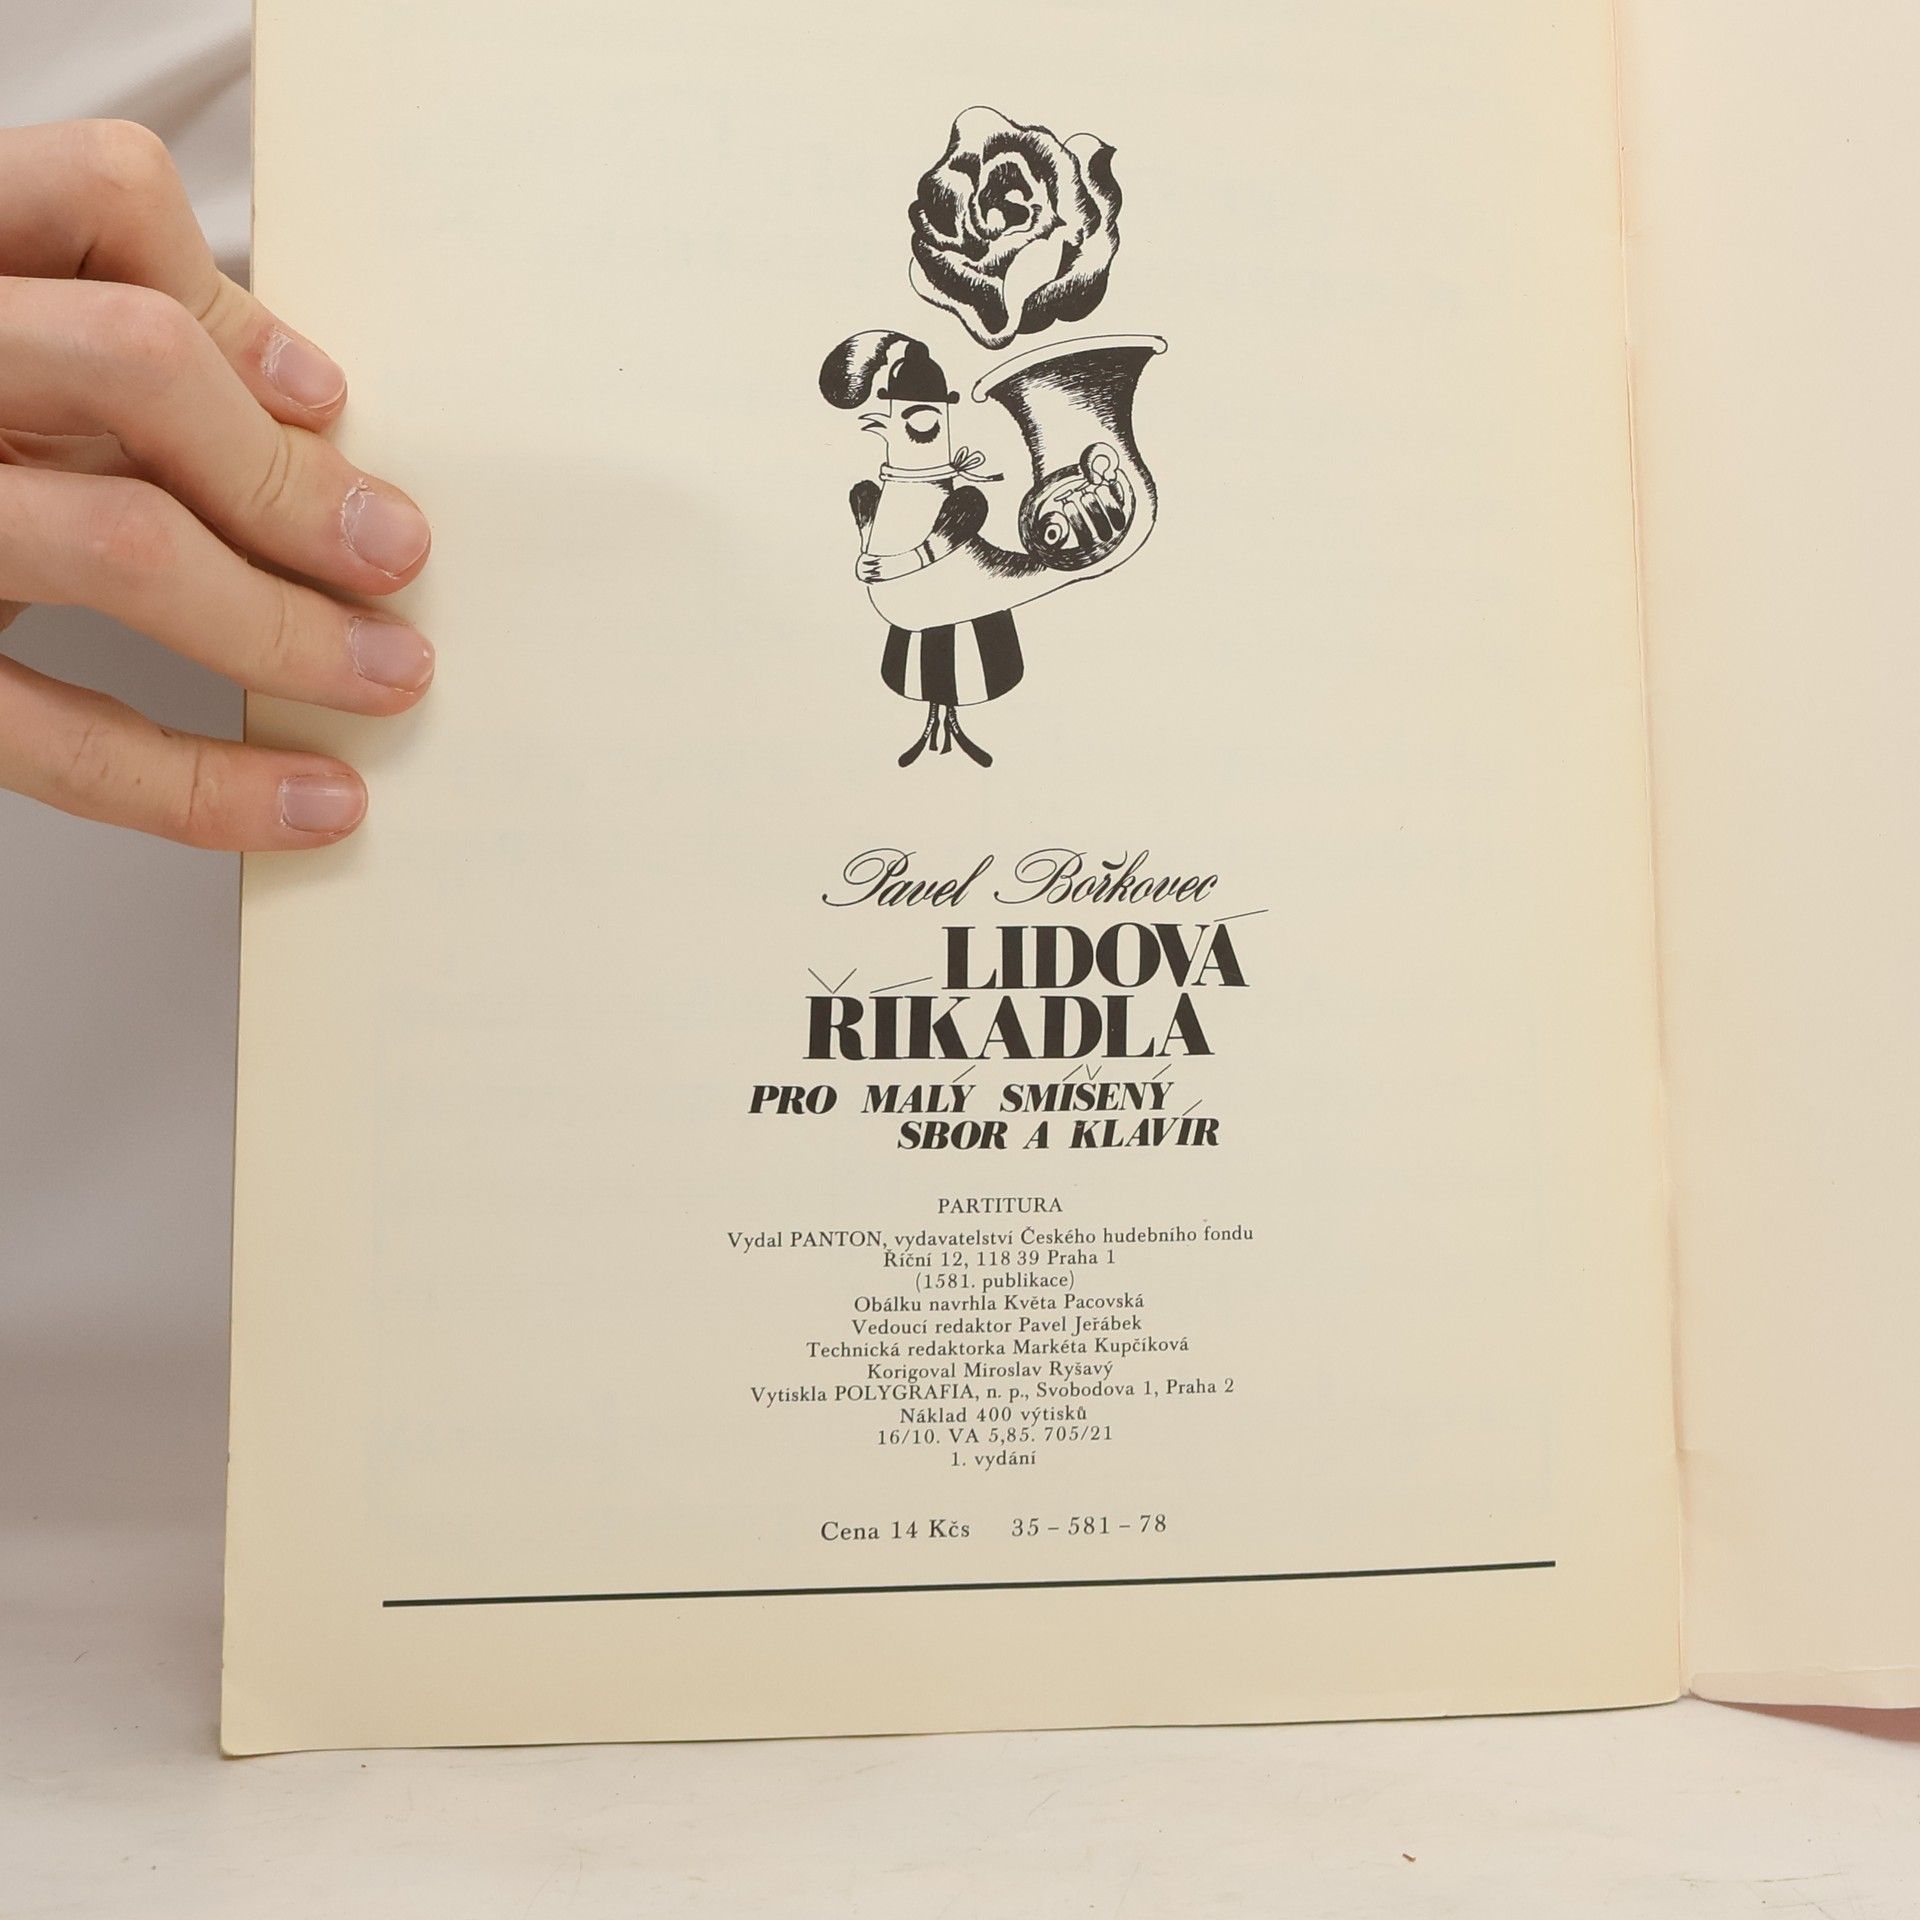 Pavel Bořkovec
LIDOVÁ
ŘÍKADLA
PRO MALÝ SMÍŠENÝ
SBOR A KLAVÍR
PARTITURA
Vydal PANTON, vydavatelství Českého hudebního fondu
Říční 12, 118 39 Praha 1
(1581. publikace)
Obálku navrhla Květa Pacovská
Vedoucí redaktor Pavel Jeřábek
Technická redaktorka Markéta Kupčíková
Korigoval Miroslav Ryšavý
Vytiskla POLYGRAFIA, n. p., Svobodova 1, Praha 2
Náklad 400 výtisků
16/10. VA 5,85. 705/21
1. vydání
Cena 14 Kčs 35 – 581 – 78